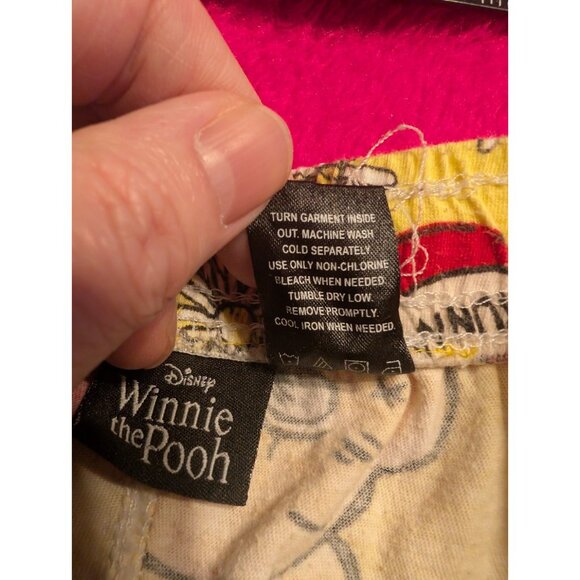 TURN GARMENT INSIDE
OUT. MACHINE WASH
COLD SEPARATELY.
USE ONLY NON-CHLORINE
BLEACH WHEN NEEDED.
TUMBLE DRY LOW.
REMOVE PROMPTLY.
COOL IRON WHEN NEEDED.
Disney
Winnie
the Pooh